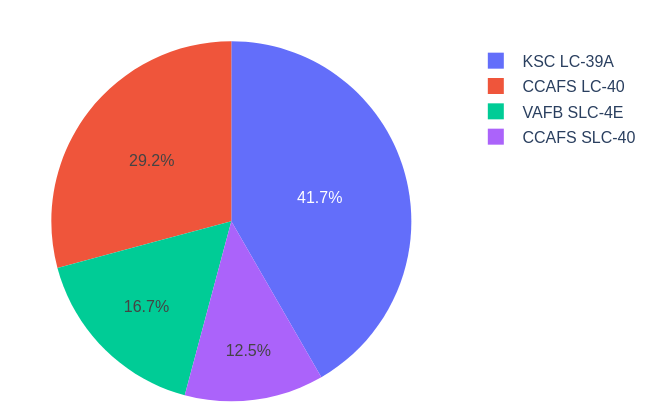 KSC LC-39A
CCAFS LC-40
VAFB SLC-4E
CCAFS SLC-40
29.2%
41.7%
16.7%
12.5%